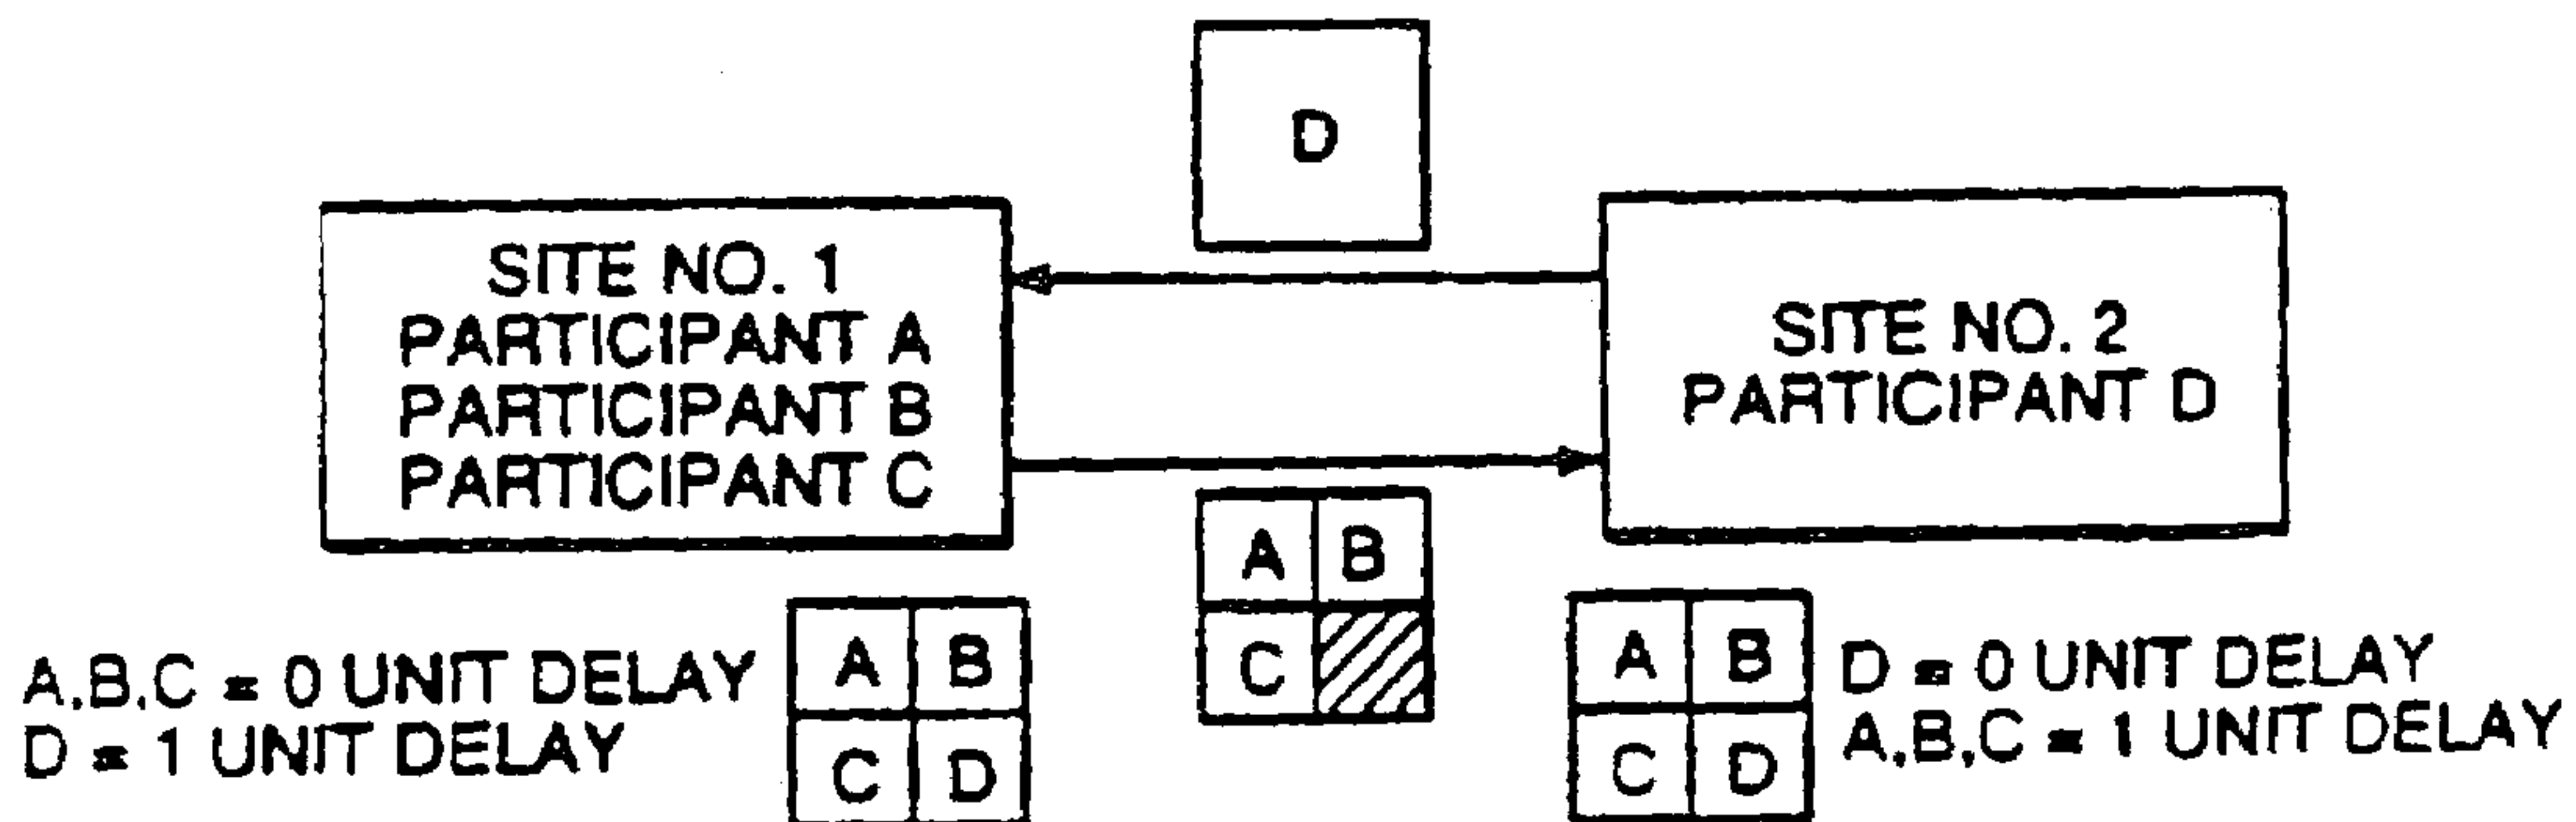 D
SITE NO. 1
PARTICIPANT A
PARTICIPANT B
PARTICIPANT C
SITE NO. 2
PARTICIPANT D
A B
C
A,B,C = 0 UNIT DELAY
D = 1 UNIT DELAY
A B
C D
A B
C D
D = 0 UNIT DELAY
A,B,C = 1 UNIT DELAY